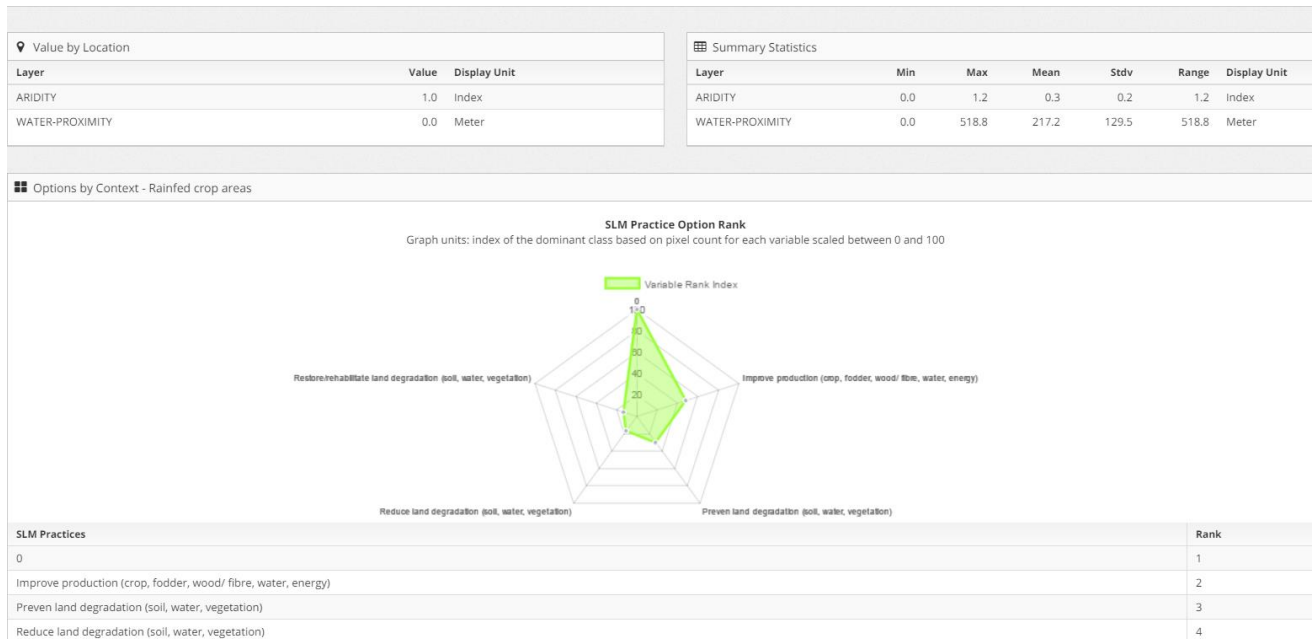 Value by Location
Layer Value Display Unit
ARIDITY 1.0 Index
WATER-PROXIMITY 0.0 Meter
Summary Statistics
Layer Min Max Mean Stdv Range Display Unit
ARIDITY 0.0 1.2 0.3 0.2 1.2 Index
WATER-PROXIMITY 0.0 518.8 217.2 129.5 518.8 Meter
Options by Context - Rainfed crop areas
SLM Practice Option Rank
Graph units: index of the dominant class based on pixel count for each variable scaled between 0 and 100
Variable Rank Index
0
100
80
60
40
20
Restore/rehabilitate land degradation (soil, water, vegetation)
Improve production (crop, fodder, wood/ fibre, water, energy)
Reduce land degradation (soil, water, vegetation)
Preven land degradation (soil, water, vegetation)
SLM Practices Rank
0 1
Improve production (crop, fodder, wood/ fibre, water, energy) 2
Preven land degradation (soil, water, vegetation) 3
Reduce land degradation (soil, water, vegetation) 4